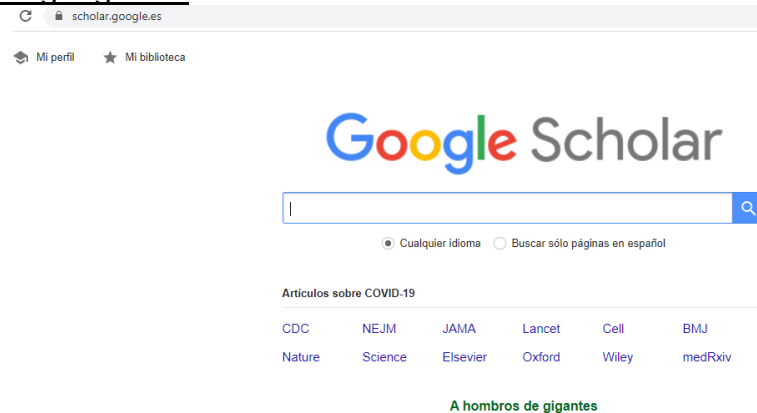 scholar.google.es
Mi perfil Mi biblioteca
Google Scholar
Cualquier idioma Buscar sólo páginas en español
Artículos sobre COVID-19
CDC NEJM JAMA Lancet Cell BMJ
Nature Science Elsevier Oxford Wiley medRxiv
A hombros de gigantes